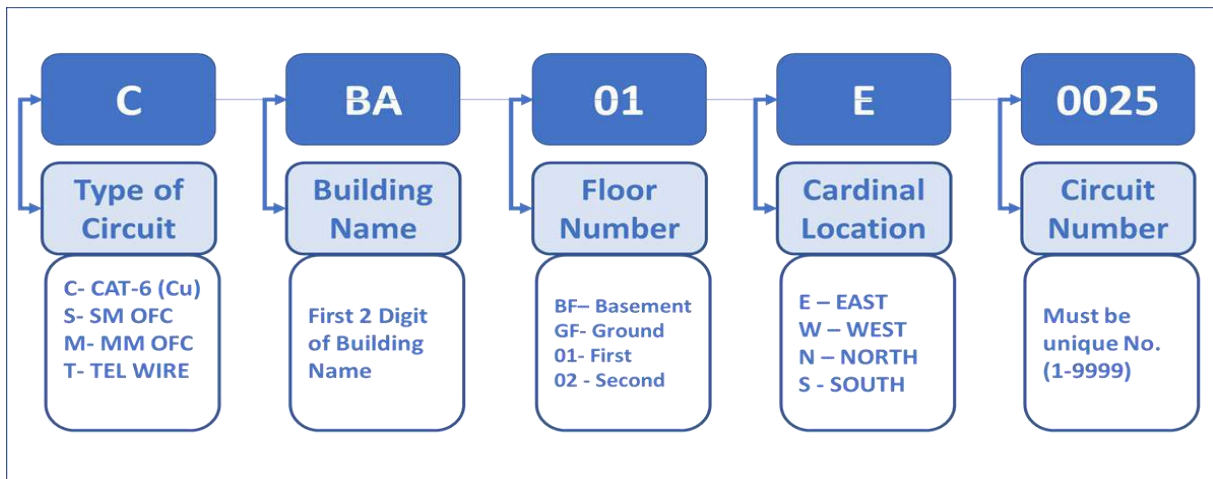 C
BA
01
E
0025
Type of
Circuit
Building
Name
Floor
Number
Cardinal
Location
Circuit
Number
C- CAT-6 (Cu)
S- SM OFC
M- MM OFC
T- TEL WIRE
First 2 Digit
of Building
Name
BF– Basement
GF- Ground
01- First
02 - Second
E – EAST
W – WEST
N – NORTH
S - SOUTH
Must be
unique No.
(1-9999)